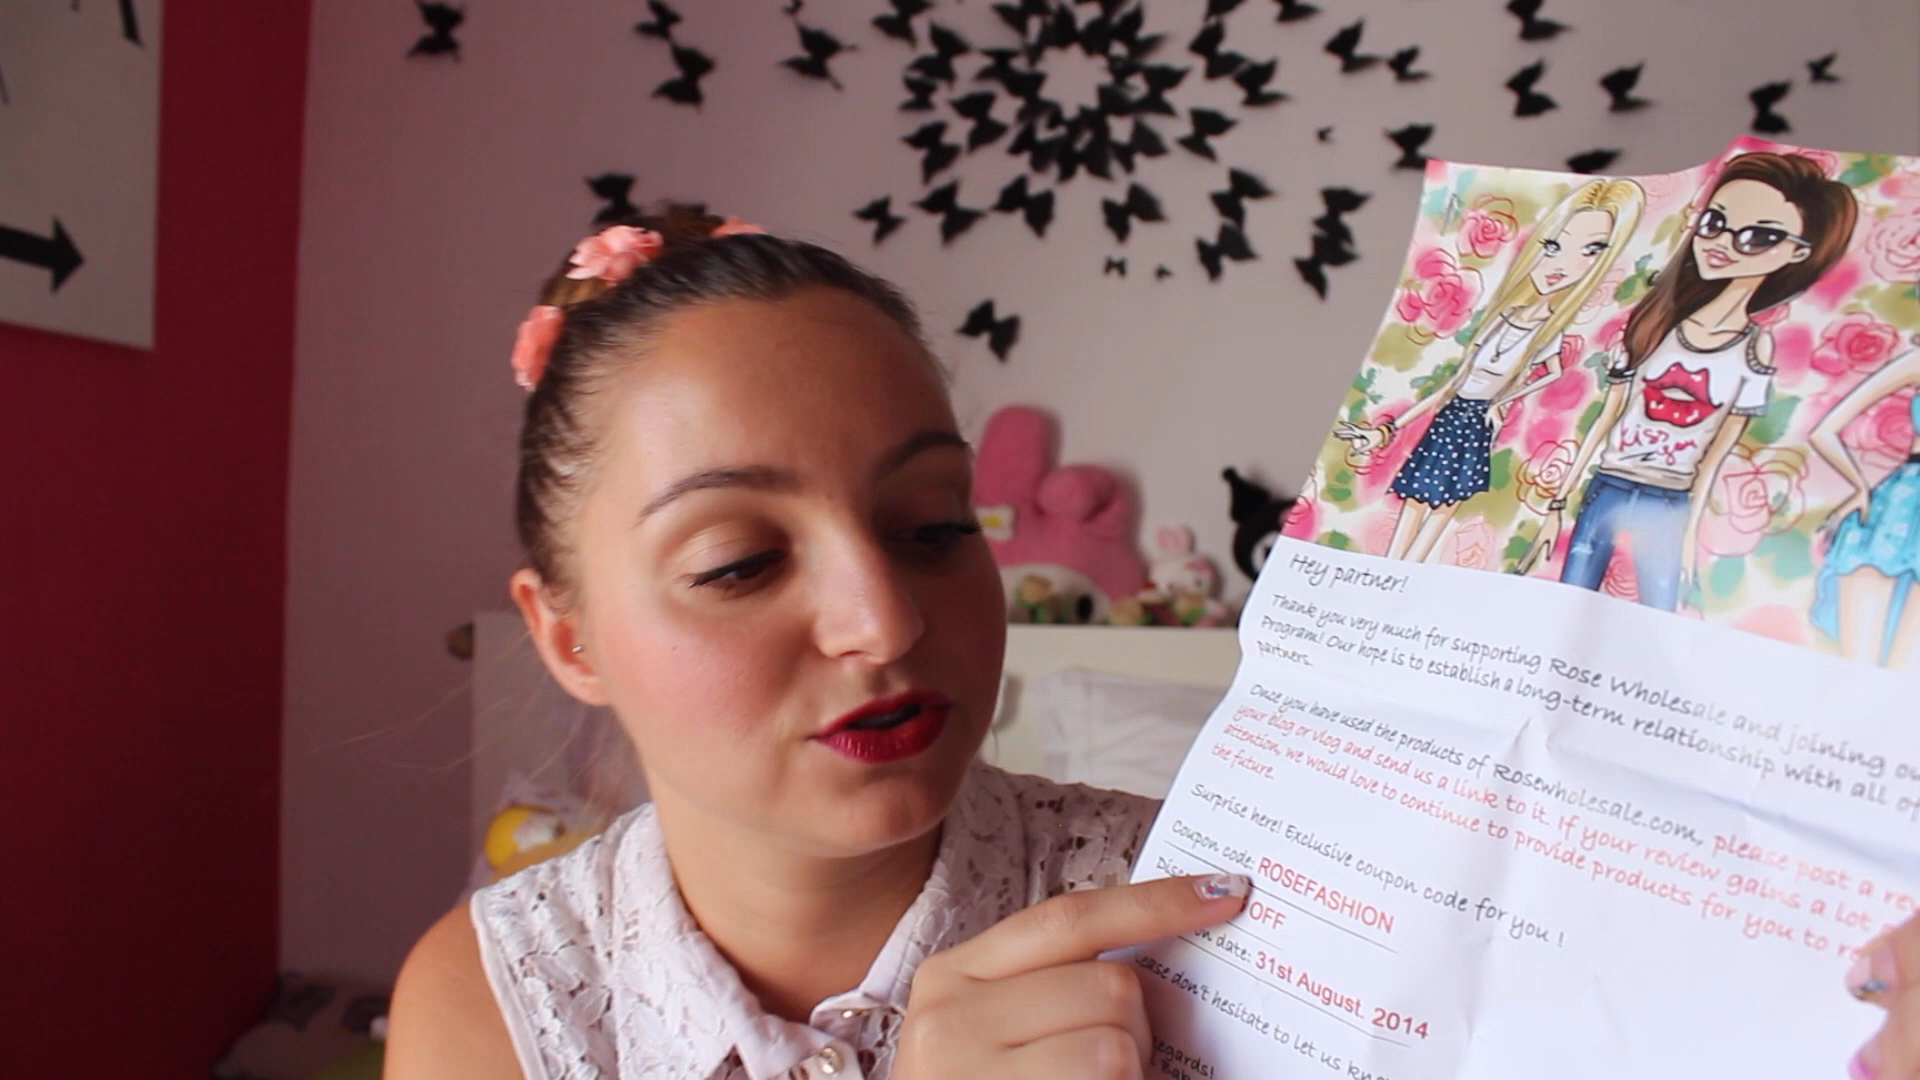 kiss
you
Hey partner!
Thank you very much for supporting Rose Wholesale and joining
Program! Our hope is to establish a long-term relationship with all of
partners.
Once you have used the products of Rosewholesale.com, please post a
your blog or vlog and send us a link to it. If your review gains a lot
attention, we would love to continue to provide products for you to
the future.
Surprise here! Exclusive coupon code for you !
Coupon code: ROSEFASHION
OFF
date: 31st August. 2014
don't hesitate to let us